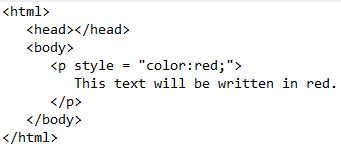 <html>
   <head></head>
   <body>
      <p style = "color:red;">
         This text will be written in red.
      </p>
   </body>
</html>